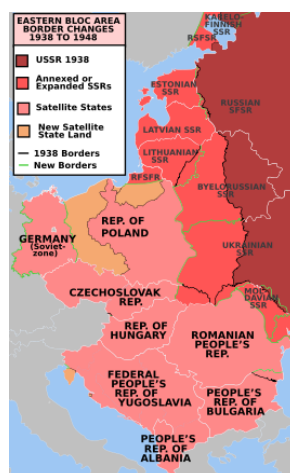 EASTERN BLOC AREA
BORDER CHANGES
1938 TO 1948
USSR 1938
Annexed or
Expanded SSRs
Satellite States
New Satellite
State Land
1938 Borders
New Borders
KARELO-
FINNISH
SSR
RSFSR
ESTONIAN
SSR
RUSSIAN
SFSR
LATVIAN SSR
LITHUANIAN
SSR
RFSFR
BYELORUSSIAN
SSR
REP. OF
POLAND
GERMANY
(Soviet-
zone)
UKRAINIAN
SSR
CZECHOSLOVAK
REP.
MOL-
DAVIAN
SSR
REP. OF
HUNGARY
ROMANIAN
PEOPLE'S
REP.
FEDERAL
PEOPLE'S
REP. OF
YUGOSLAVIA
PEOPLE'S
REP. OF
BULGARIA
PEOPLE'S
REP. OF
ALBANIA